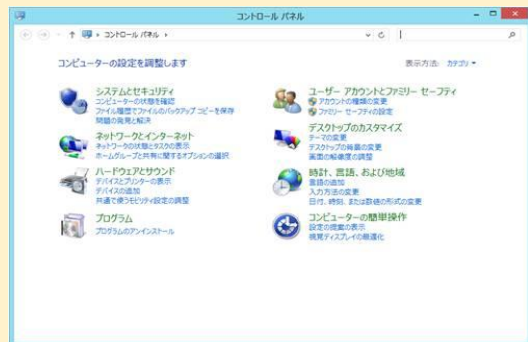 コントロール パネル
コントロール パネル
コンピューターの設定を調整します
表示方法: カテゴリ
システムとセキュリティ
コンピューターの状態を確認
ファイル履歴でファイルのバックアップ コピーを保存
問題の発見と解決
ネットワークとインターネット
ネットワークの状態とタスクの表示
ホームグループと共有に関するオプションの選択
ハードウェアとサウンド
デバイスとプリンターの表示
デバイスの追加
共通で使うモビリティ設定の調整
プログラム
プログラムのアンインストール
ユーザー アカウントとファミリー セーフティ
アカウントの種類の変更
ファミリー セーフティの設定
デスクトップのカスタマイズ
テーマの変更
デスクトップの背景の変更
画面の解像度の調整
時計、言語、および地域
言語の追加
入力方法の変更
日付、時刻、または数値の形式の変更
コンピューターの簡単操作
設定の提案の表示
視覚ディスプレイの最適化